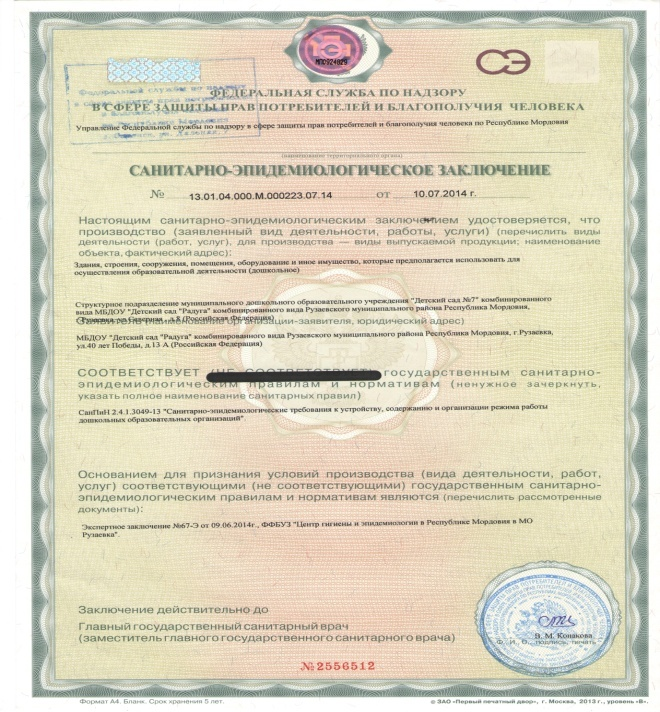 СЭ
ФЕДЕРАЛЬНАЯ СЛУЖБА ПО НАДЗОРУ
В СФЕРЕ ЗАЩИТЫ ПРАВ ПОТРЕБИТЕЛЕЙ И БЛАГОПОЛУЧИЯ ЧЕЛОВЕКА
Управление Федеральной службы по надзору в сфере защиты прав потребителей и благополучия человека по Республике Мордовия
(наименование территориального органа)
САНИТАРНО-ЭПИДЕМИОЛОГИЧЕСКОЕ ЗАКЛЮЧЕНИЕ
№ 13.01.04.000.М.000223.07.14 от 10.07.2014 г.
Настоящим санитарно-эпидемиологическим заключением удостоверяется, что
производство (заявленный вид деятельности, работы, услуги) (перечислить виды
деятельности (работ, услуг), для производства — виды выпускаемой продукции; наименование
объекта, фактический адрес):
Здания, строения, сооружения, помещения, оборудование и иное имущество, которые предполагается использовать для
осуществления образовательной деятельности (дошкольное)
Структурное подразделение муниципального дошкольного образовательного учреждения "Детский сад №7" комбинированного
вида МБДОУ "Детский сад "Радуга" комбинированного вида Рузаевского муниципального района Республики Мордовия,
д.8 (Российская Федерация)
Заявитель (наименование организации-заявителя, юридический адрес)
МБДОУ "Детский сад "Радуга" комбинированного вида Рузаевского муниципального района Республики Мордовия, г.Рузаевка,
ул.40 лет Победы, д.13 А (Российская Федерация)
СООТВЕТСТВУЕТ (НЕ СООТВЕТСТВУЕТ) государственным санитарно-
эпидемиологическим правилам и нормативам (ненужное зачеркнуть,
указать полное наименование санитарных правил)
СанПиН 2.4.1.3049-13 "Санитарно-эпидемиологические требования к устройству, содержанию и организации режима работы
дошкольных образовательных организаций"
Основанием для признания условий производства (вида деятельности, работ,
услуг) соответствующими (не соответствующими) государственным санитарно-
эпидемиологическим правилам и нормативам являются (перечислить рассмотренные
документы):
Экспертное заключение №67-Э от 09.06.2014г., ФФБУЗ "Центр гигиены и эпидемиологии в Республике Мордовия в МО
Рузаевка".
Заключение действительно до
Главный государственный санитарный врач
(заместитель главного государственного санитарного врача)
В. М. Конакова
Ф. И. О., подпись, печать
№2556512
Формат А4. Бланк. Срок хранения 5 лет.
© ЗАО «Первый печатный двор», г. Москва, 2013 г., уровень «В».